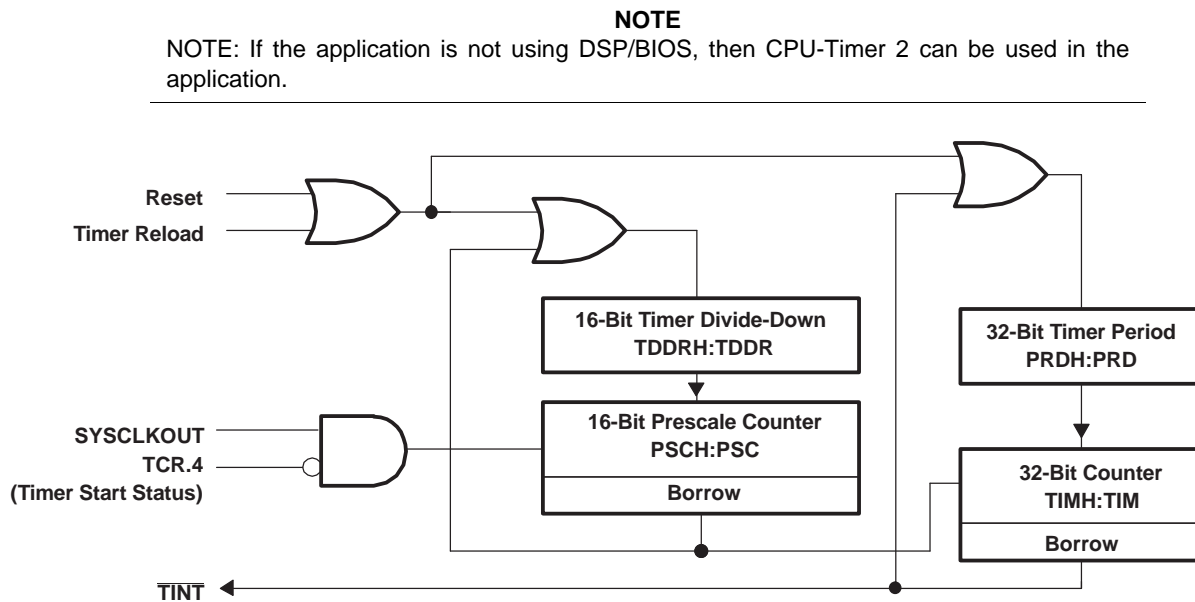 NOTE
NOTE: If the application is not using DSP/BIOS, then CPU-Timer 2 can be used in the
application.
Reset
Timer Reload
16-Bit Timer Divide-Down
TDDRH:TDDR
32-Bit Timer Period
PRDH:PRD
SYSCLKOUT
TCR.4
(Timer Start Status)
16-Bit Prescale Counter
PSCH:PSC
Borrow
32-Bit Counter
TIMH:TIM
Borrow
TINT